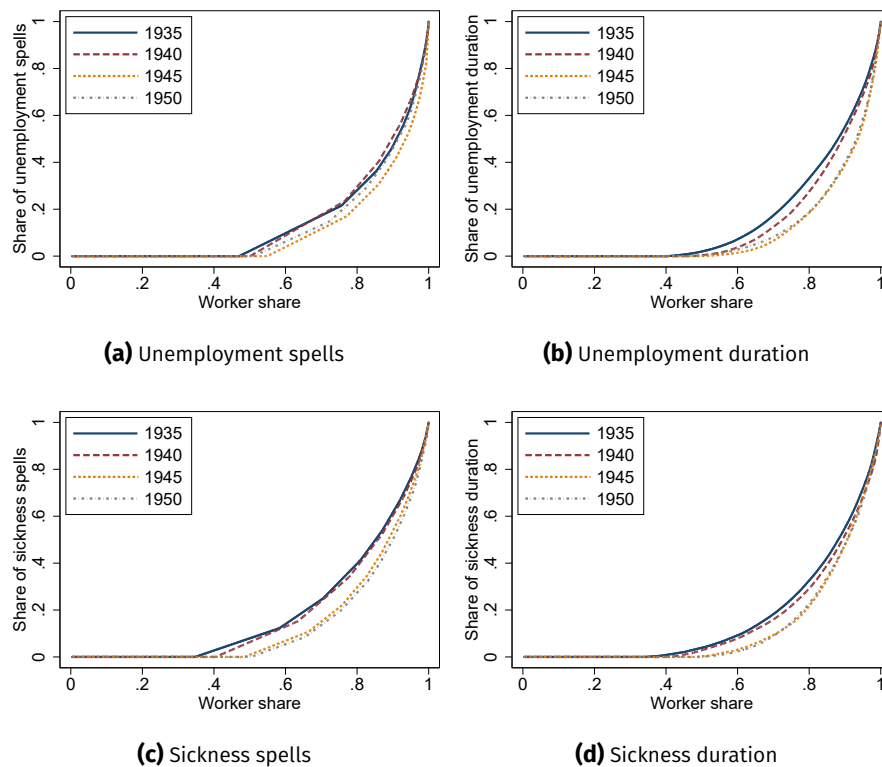 Share of unemployment spells
0 .2 .4 .6 .8 1
1935
1940
1945
1950
0 .2 .4 .6 .8 1
Worker share
(a) Unemployment spells
Share of unemployment duration
0 .2 .4 .6 .8 1
1935
1940
1945
1950
0 .2 .4 .6 .8 1
Worker share
(b) Unemployment duration
Share of sickness spells
0 .2 .4 .6 .8 1
1935
1940
1945
1950
0 .2 .4 .6 .8 1
Worker share
(c) Sickness spells
Share of sickness duration
0 .2 .4 .6 .8 1
1935
1940
1945
1950
0 .2 .4 .6 .8 1
Worker share
(d) Sickness duration